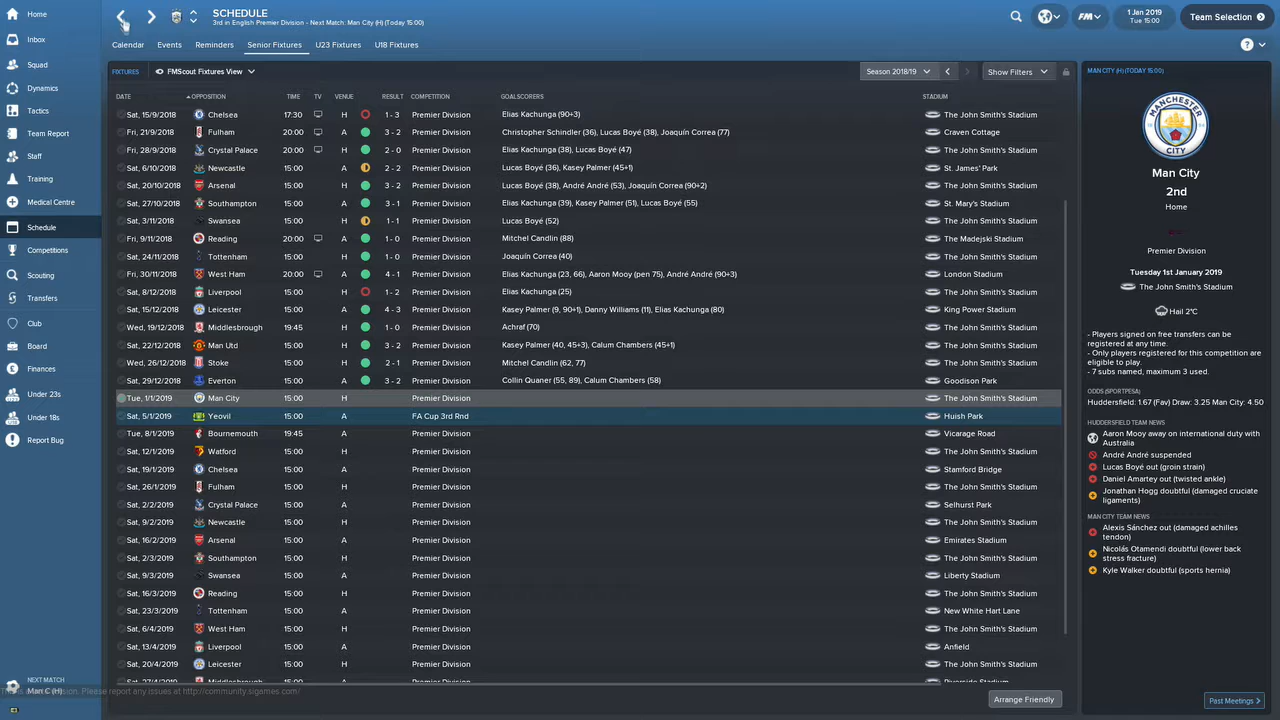 SCHEDULE
3rd in English Premier Division - Next Match: Man City (H) (Today 15:00)
FM
1 Jan 2019
Tue 15:00
Team Selection
Home
Inbox
Squad
Dynamics
Tactics
Team Report
Staff
Training
Medical Centre
Schedule
Competitions
Scouting
Transfers
Club
Board
Finances
Under 23s
Under 18s
Report Bug
NEXT MATCH
Man C (H)
Calendar Events Reminders Senior Fixtures U23 Fixtures U18 Fixtures
FIXTURES FMScout Fixtures View Season 2018/19 Show Filters
DATE OPPOSITION TIME TV VENUE RESULT COMPETITION GOALSCORERS STADIUM
Sat, 15/9/2018 Chelsea 17:30 H 1 - 3 Premier Division Elias Kachunga (90+3) The John Smith's Stadium
Fri, 21/9/2018 Fulham 20:00 A 3 - 2 Premier Division Christopher Schindler (36), Lucas Boyé (38), Joaquín Correa (77) Craven Cottage
Fri, 28/9/2018 Crystal Palace 20:00 H 2 - 0 Premier Division Elias Kachunga (38), Lucas Boyé (47) The John Smith's Stadium
Sat, 6/10/2018 Newcastle 15:00 A 2 - 2 Premier Division Lucas Boyé (36), Kasey Palmer (45+1) St. James' Park
Sat, 20/10/2018 Arsenal 15:00 H 3 - 2 Premier Division Lucas Boyé (36), André André (53), Joaquín Correa (90+2) The John Smith's Stadium
Sat, 27/10/2018 Southampton 15:00 A 3 - 1 Premier Division Elias Kachunga (39), Kasey Palmer (51), Lucas Boyé (55) St. Mary's Stadium
Sat, 3/11/2018 Swansea 15:00 H 1 - 1 Premier Division Lucas Boyé (52) The John Smith's Stadium
Fri, 9/11/2018 Reading 20:00 A 1 - 0 Premier Division Mitchel Candlin (88) The Madejski Stadium
Sat, 24/11/2018 Tottenham 15:00 H 1 - 0 Premier Division Joaquín Correa (40) The John Smith's Stadium
Fri, 30/11/2018 West Ham 20:00 A 4 - 1 Premier Division Elias Kachunga (23, 66), Aaron Mooy (pen 75), André André (90+3) London Stadium
Sat, 8/12/2018 Liverpool 15:00 H 1 - 2 Premier Division Elias Kachunga (25) The John Smith's Stadium
Sat, 15/12/2018 Leicester 15:00 A 4 - 3 Premier Division Kasey Palmer (9, 90+1), Danny Williams (11), Elias Kachunga (80) King Power Stadium
Wed, 19/12/2018 Middlesbrough 19:45 H 1 - 0 Premier Division Achraf (70) The John Smith's Stadium
Sat, 22/12/2018 Man Utd 15:00 H 3 - 2 Premier Division Kasey Palmer (40, 45+3), Calum Chambers (45+1) The John Smith's Stadium
Wed, 26/12/2018 Stoke 15:00 H 2 - 1 Premier Division Mitchel Candlin (62, 77) The John Smith's Stadium
Sat, 29/12/2018 Everton 15:00 A 3 - 2 Premier Division Collin Quaner (55, 89), Calum Chambers (58) Goodison Park
Tue, 1/1/2019 Man City 15:00 H Premier Division The John Smith's Stadium
Sat, 5/1/2019 Yeovil 15:00 A FA Cup 3rd Rnd Huish Park
Tue, 8/1/2019 Bournemouth 19:45 A Premier Division Vicarage Road
Sat, 12/1/2019 Watford 15:00 H Premier Division The John Smith's Stadium
Sat, 19/1/2019 Chelsea 15:00 A Premier Division Stamford Bridge
Sat, 26/1/2019 Fulham 15:00 H Premier Division The John Smith's Stadium
Sat, 2/2/2019 Crystal Palace 15:00 A Premier Division Selhurst Park
Sat, 9/2/2019 Newcastle 15:00 H Premier Division The John Smith's Stadium
Sat, 16/2/2019 Arsenal 15:00 A Premier Division Emirates Stadium
Sat, 2/3/2019 Southampton 15:00 H Premier Division The John Smith's Stadium
Sat, 9/3/2019 Swansea 15:00 A Premier Division Liberty Stadium
Sat, 16/3/2019 Reading 15:00 H Premier Division The John Smith's Stadium
Sat, 23/3/2019 Tottenham 15:00 A Premier Division New White Hart Lane
Sat, 6/4/2019 West Ham 15:00 H Premier Division The John Smith's Stadium
Sat, 13/4/2019 Liverpool 15:00 A Premier Division Anfield
Sat, 20/4/2019 Leicester 15:00 H Premier Division The John Smith's Stadium
Sat, 27/4/2019 Middlesbrough 15:00 A Premier Division Riverside Stadium
Please report any issues at http://community.sigames.com/
Arrange Friendly
MAN CITY (H) (TODAY 15:00)
MANCHESTER
CITY
Man City
2nd
Home
Premier Division
Tuesday 1st January 2019
The John Smith's Stadium
Hail 2°C
- Players signed on free transfers can be
registered at any time.
- Only players registered for this competition are
eligible to play.
- 7 subs named, maximum 3 used.
ODDS (SPORTPESA)
Huddersfield: 1.67 (Fav) Draw: 3.25 Man City: 4.50
HUDDERSFIELD TEAM NEWS
Aaron Mooy away on international duty with
Australia
André André suspended
Lucas Boyé out (groin strain)
Daniel Amartey out (twisted ankle)
Jonathan Hogg doubtful (damaged cruciate
ligaments)
MAN CITY TEAM NEWS
Alexis Sánchez out (damaged achilles
tendon)
Nicolás Otamendi doubtful (lower back
stress fracture)
Kyle Walker doubtful (sports hernia)
Past Meetings